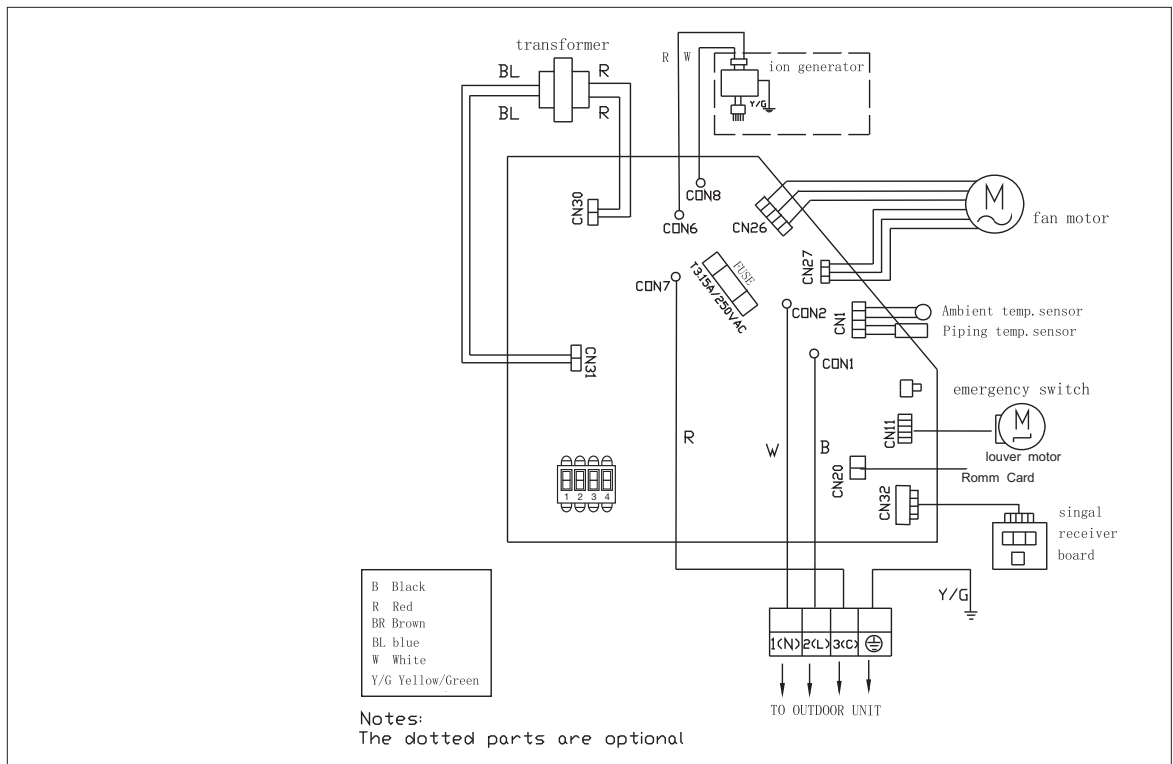 transformer
BL
R
BL
R
R
W
ion generator
Y/G
CN30
CON8
CON6
CN26
M
fan motor
CON7
FUSE
T3.15A/250VAC
CN27
CON2
CN1
Ambient temp.sensor
Piping temp.sensor
CN31
CON1
emergency switch
CN11
M
louver motor
R
W
B
CN20
Romm Card
1 2 3 4
CN32
singal
receiver
board
Y/G
B Black
R Red
BR Brown
BL blue
W White
Y/G Yellow/Green
1(N) 2(L) 3(C)
TO OUTDOOR UNIT
Notes:
The dotted parts are optional